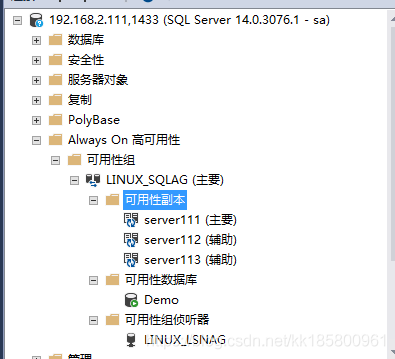 192.168.2.111,1433 (SQL Server 14.0.3076.1 - sa)
数据库
安全性
服务器对象
复制
PolyBase
Always On 高可用性
可用性组
LINUX_SQLAG (主要)
可用性副本
server111 (主要)
server112 (辅助)
server113 (辅助)
可用性数据库
Demo
可用性组侦听器
LINUX_LSNAG
csdn.net/kk185800961
管理